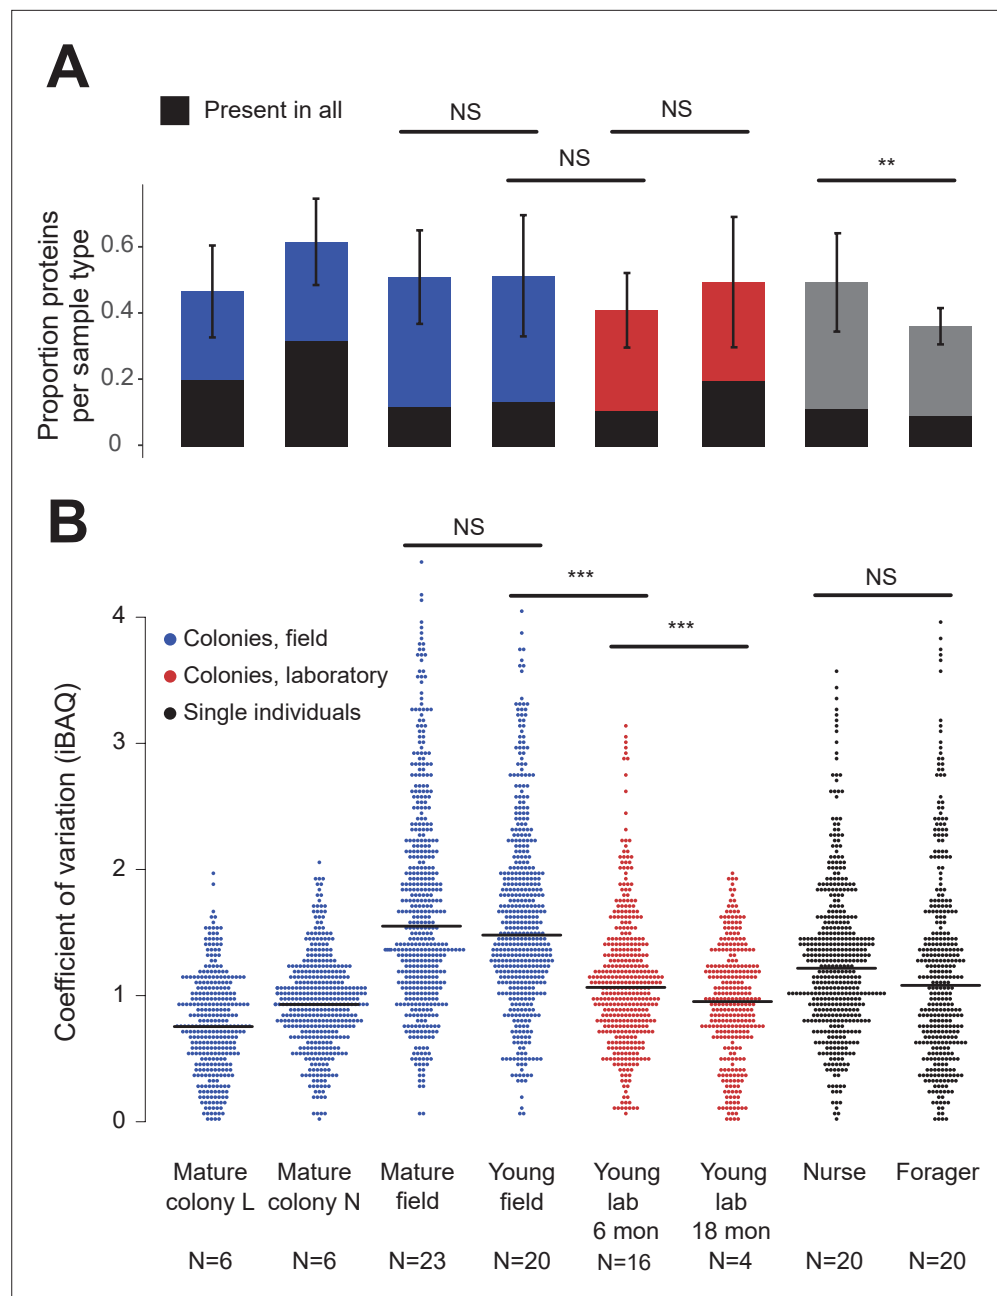 A
Present in all
NS
NS
NS
**
Proportion proteins
per sample type
0.6
0.4
0.2
0
B
NS
***
NS
***
Coefficient of variation (iBAQ)
4
3
2
1
0
Colonies, field
Colonies, laboratory
Single individuals
Mature
colony L
N=6
Mature
colony N
N=6
Mature
field
N=23
Young
field
N=20
Young
lab
6 mon
N=16
Young
lab
18 mon
N=4
Nurse
N=20
Forager
N=20